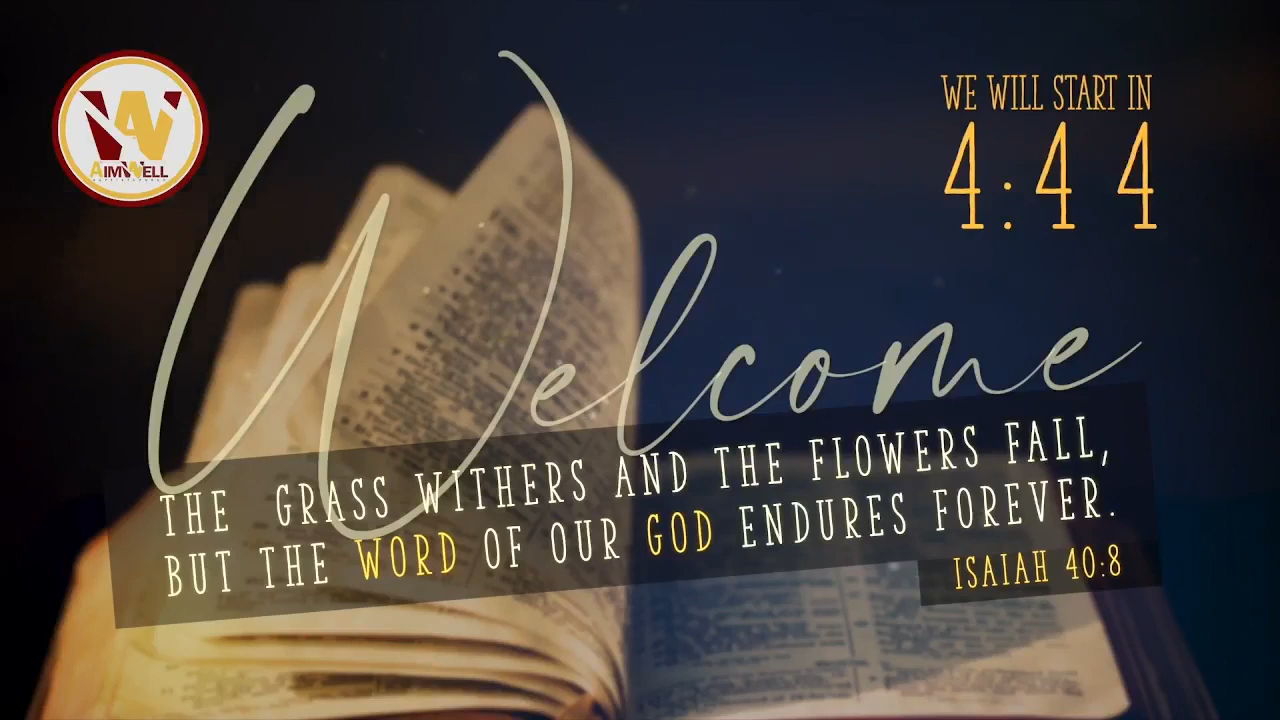 AIMWELL
WE WILL START IN
4:44
Welcome
THE GRASS WITHERS AND THE FLOWERS FALL,
BUT THE WORD OF OUR GOD ENDURES FOREVER.
ISAIAH 40:8